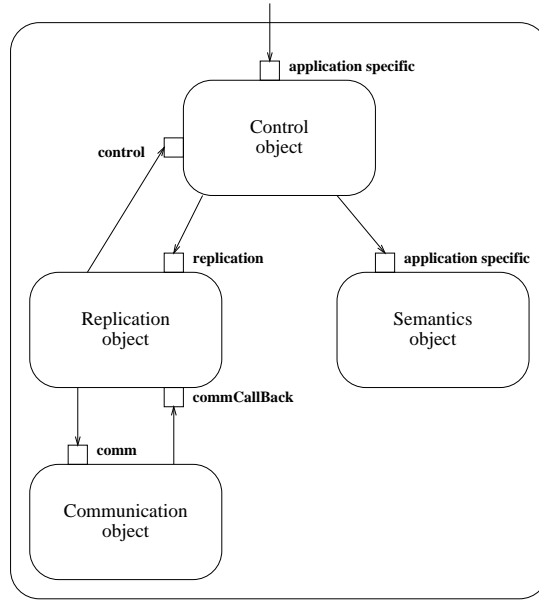 application specific
Control
object
control
replication
application specific
Replication
object
Semantics
object
commCallBack
comm
Communication
object